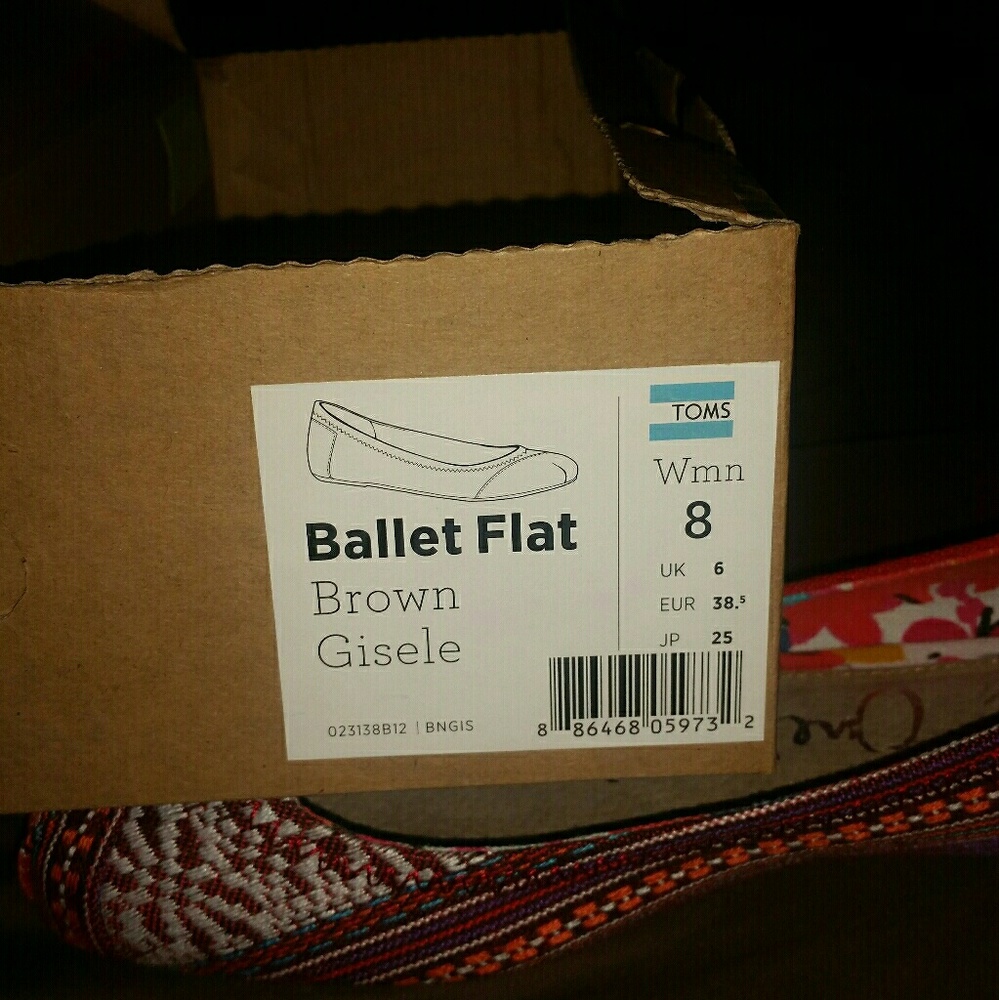 TOMS
Wmn
8
UK 6
EUR 38.⁵
JP 25
Ballet Flat
Brown
Gisele
023138B12 | BNGIS
8 86468 05973 2
One